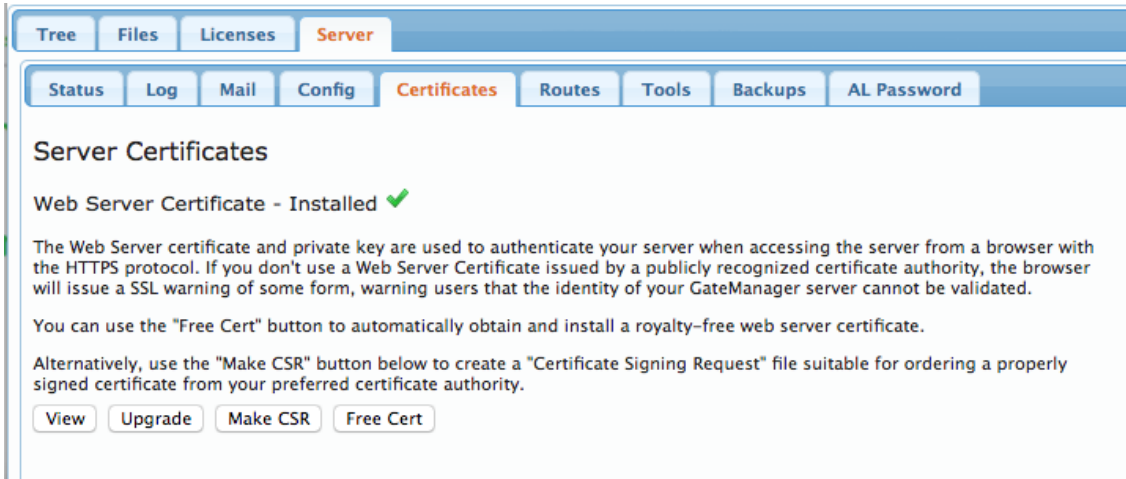 Tree Files Licenses Server
Status Log Mail Config Certificates Routes Tools Backups AL Password
Server Certificates
Web Server Certificate - Installed
The Web Server certificate and private key are used to authenticate your server when accessing the server from a browser with
the HTTPS protocol. If you don't use a Web Server Certificate issued by a publicly recognized certificate authority, the browser
will issue a SSL warning of some form, warning users that the identity of your GateManager server cannot be validated.
You can use the "Free Cert" button to automatically obtain and install a royalty-free web server certificate.
Alternatively, use the "Make CSR" button below to create a "Certificate Signing Request" file suitable for ordering a properly
signed certificate from your preferred certificate authority.
View Upgrade Make CSR Free Cert